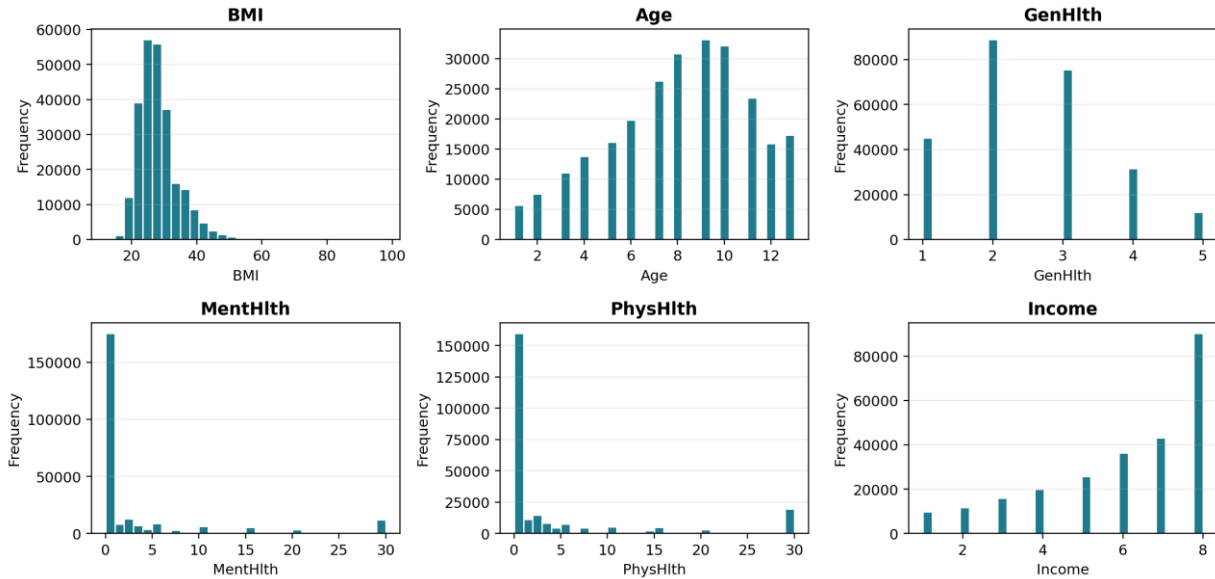 BMI
60000
50000
40000
30000
20000
10000
0
Frequency
20 40 60 80 100
BMI
Age
30000
25000
20000
15000
10000
5000
0
Frequency
2 4 6 8 10 12
Age
GenHlth
80000
60000
40000
20000
0
Frequency
1 2 3 4 5
GenHlth
MentHlth
150000
100000
50000
0
Frequency
0 5 10 15 20 25 30
MentHlth
PhysHlth
150000
125000
100000
75000
50000
25000
0
Frequency
0 5 10 15 20 25 30
PhysHlth
Income
80000
60000
40000
20000
0
Frequency
2 4 6 8
Income